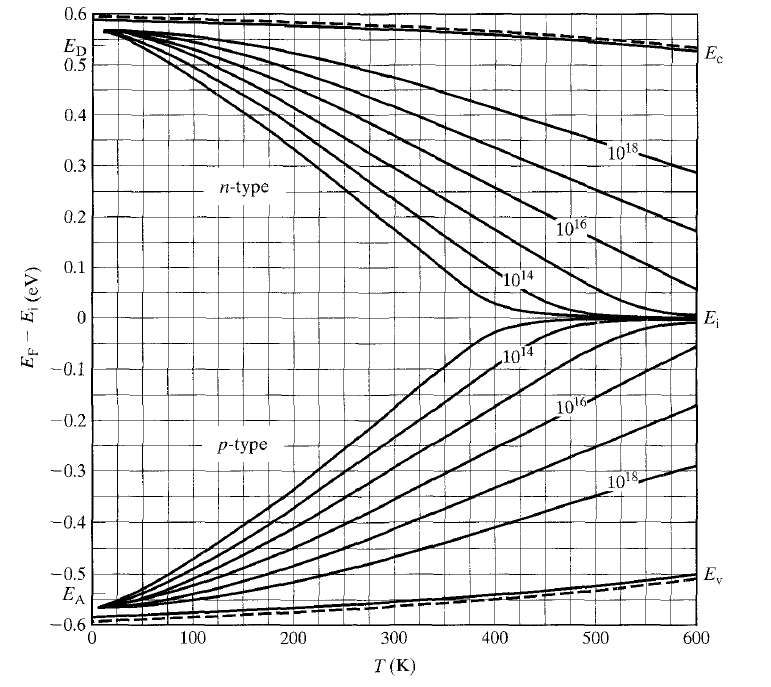 0.6
E_D
0.5
0.4
0.3
0.2
0.1
0
−0.1
−0.2
−0.3
−0.4
−0.5
E_A
−0.6
E_F − E_i (eV)
n-type
10^18
10^16
10^14
10^14
p-type
10^16
10^18
E_c
E_i
E_v
0 100 200 300 400 500 600
T (K)